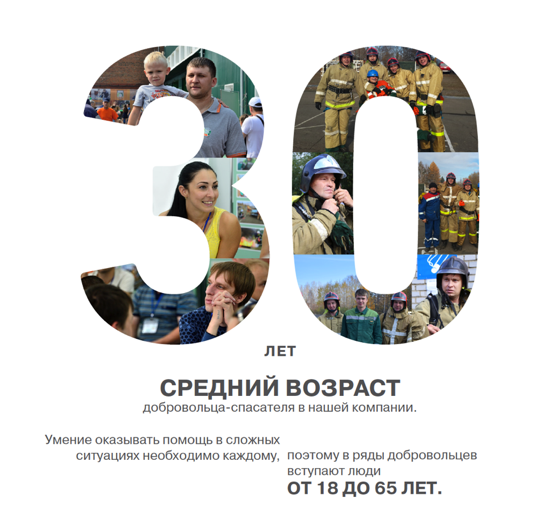 30
ЛЕТ
СРЕДНИЙ ВОЗРАСТ
добровольца-спасателя в нашей компании.
Умение оказывать помощь в сложных
ситуациях необходимо каждому,
поэтому в ряды добровольцев
вступают люди
ОТ 18 ДО 65 ЛЕТ.